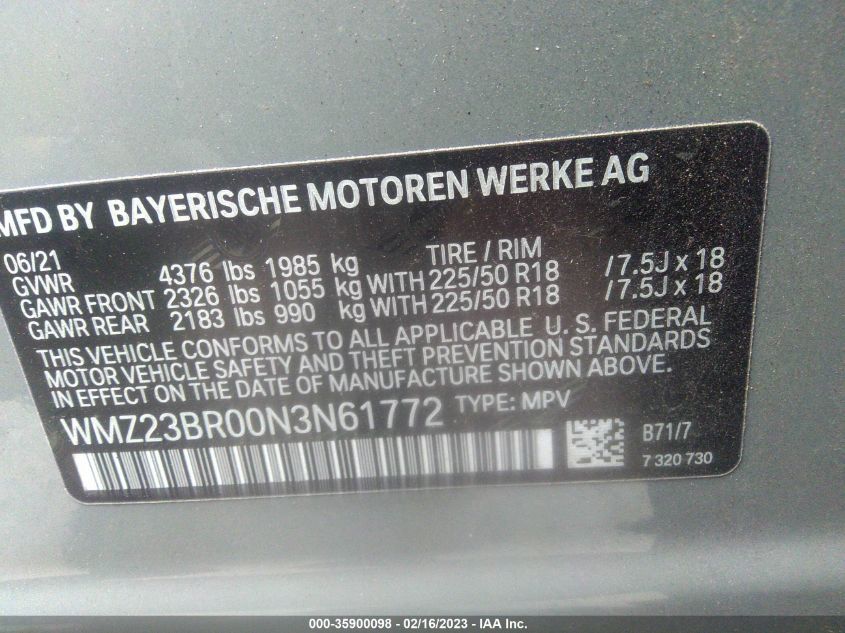 MFD BY BAYERISCHE MOTOREN WERKE AG
06/21 TIRE / RIM
GVWR 4376 lbs 1985 kg
GAWR FRONT 2326 lbs 1055 kg WITH 225/50 R18 /7.5J x 18
GAWR REAR 2183 lbs 990 kg WITH 225/50 R18 /7.5J x 18
THIS VEHICLE CONFORMS TO ALL APPLICABLE U. S. FEDERAL
MOTOR VEHICLE SAFETY AND THEFT PREVENTION STANDARDS
IN EFFECT ON THE DATE OF MANUFACTURE SHOWN ABOVE.
WMZ23BR00N3N61772 TYPE: MPV
B71/7
7 320 730
000-35900098 - 02/16/2023 - IAA Inc.